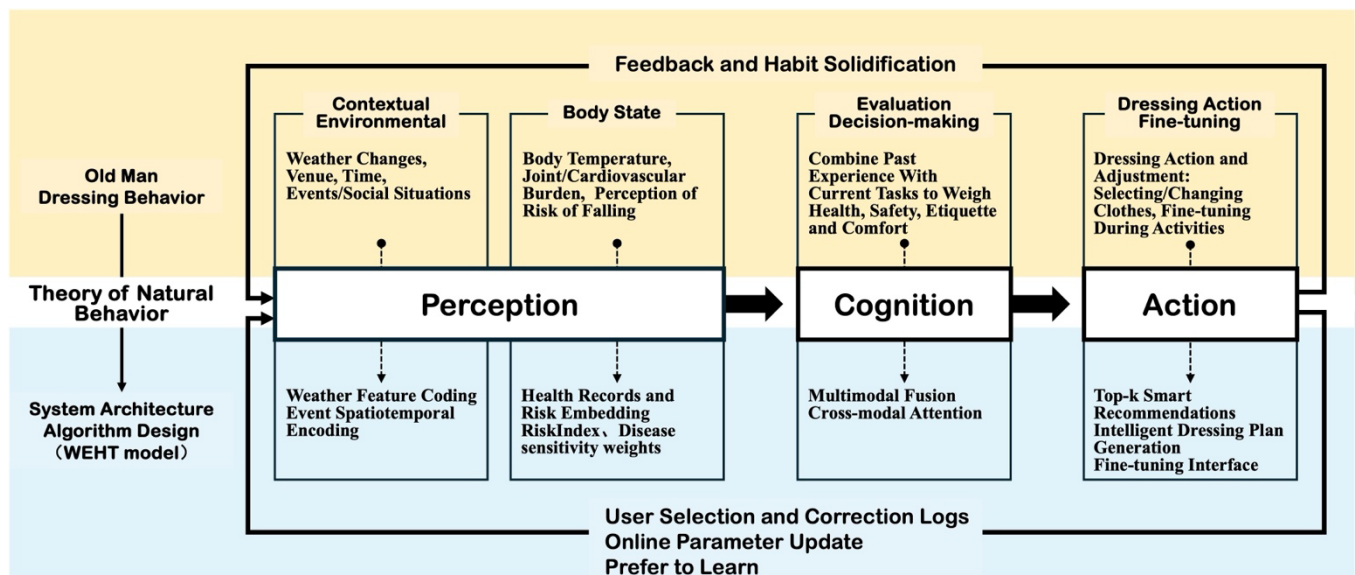 Feedback and Habit Solidification
Contextual
Environmental
Body State
Evaluation
Decision-making
Dressing Action
Fine-tuning
Old Man
Dressing Behavior
Weather Changes,
Venue, Time,
Events/Social Situations
Body Temperature,
Joint/Cardiovascular
Burden, Perception of
Risk of Falling
Combine Past
Experience With
Current Tasks to Weigh
Health, Safety, Etiquette
and Comfort
Dressing Action and
Adjustment:
Selecting/Changing
Clothes, Fine-tuning
During Activities
Theory of Natural
Behavior
Perception
Cognition
Action
System Architecture
Algorithm Design
（WEHT model）
Weather Feature Coding
Event Spatiotemporal
Encoding
Health Records and
Risk Embedding
RiskIndex、Disease
sensitivity weights
Multimodal Fusion
Cross-modal Attention
Top-k Smart
Recommendations
Intelligent Dressing Plan
Generation
Fine-tuning Interface
User Selection and Correction Logs
Online Parameter Update
Prefer to Learn